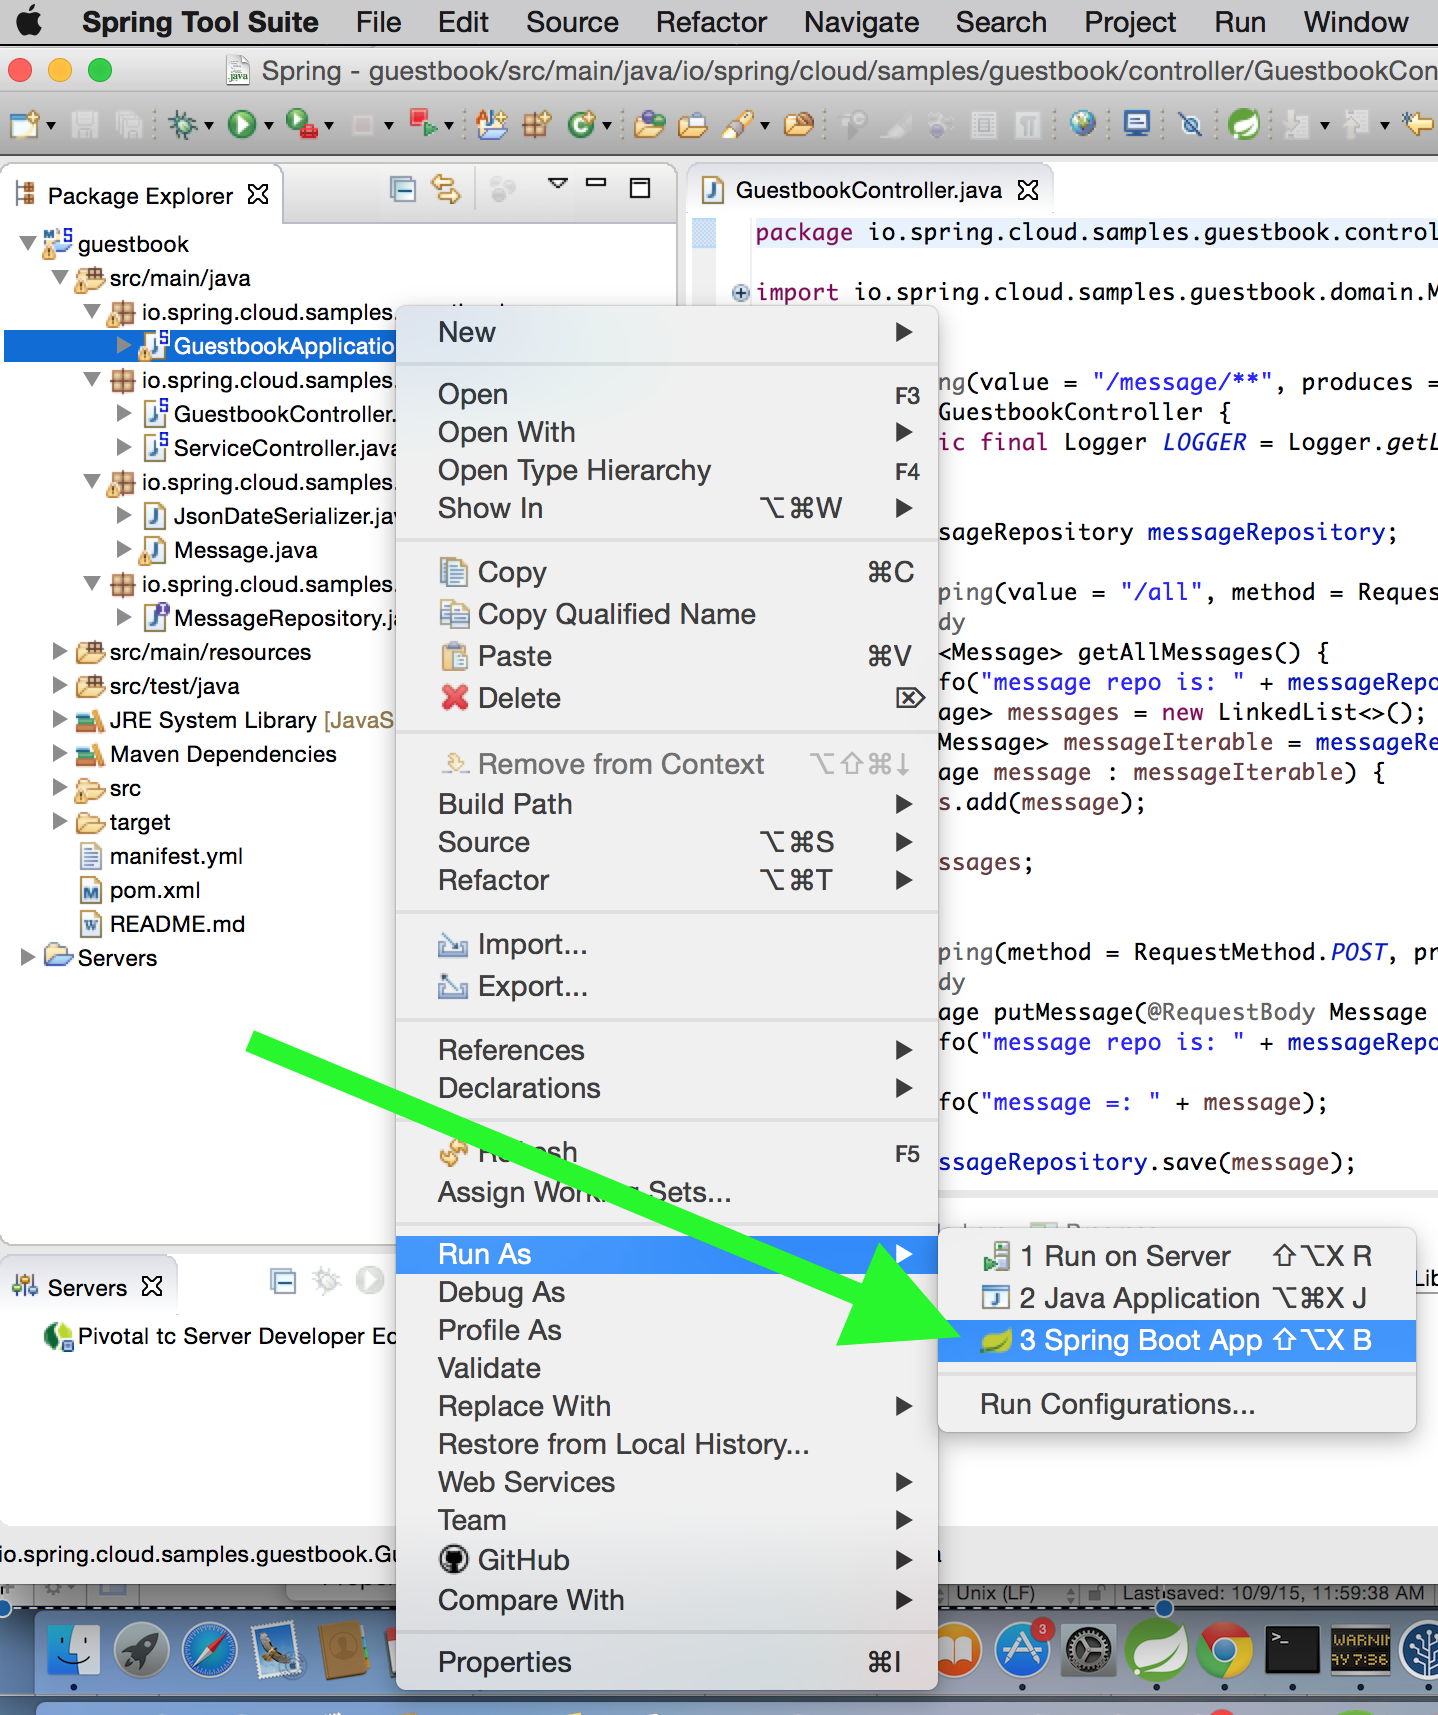 Spring Tool Suite File Edit Source Refactor Navigate Search Project Run Window
Spring - guestbook/src/main/java/io/spring/cloud/samples/guestbook/controller/GuestbookCon
Package Explorer
guestbook
src/main/java
io.spring.cloud.samples.
GuestbookApplicatio
io.spring.cloud.samples.
GuestbookController.
ServiceController.java
io.spring.cloud.samples.
JsonDateSerializer.jav
Message.java
io.spring.cloud.samples.
MessageRepository.j
src/main/resources
src/test/java
JRE System Library [JavaS
Maven Dependencies
src
target
manifest.yml
pom.xml
README.md
Servers
GuestbookController.java
package io.spring.cloud.samples.guestbook.control
import io.spring.cloud.samples.guestbook.domain.M
ng(value = "/message/**", produces =
GuestbookController {
ic final Logger LOGGER = Logger.getL
sageRepository messageRepository;
ping(value = "/all", method = Reque
dy
<Message> getAllMessages() {
fo("message repo is: " + messageRepo
age> messages = new LinkedList<>();
Message> messageIterable = messageRe
age message : messageIterable) {
s.add(message);
ssages;
ping(method = RequestMethod.POST, pr
dy
age putMessage(@RequestBody Message
fo("message repo is: " + messageRepo
fo("message =: " + message);
ssageRepository.save(message);
New
Open F3
Open With
Open Type Hierarchy F4
Show In ⌥⌘W
Copy ⌘C
Copy Qualified Name
Paste ⌘V
Delete ⌦
Remove from Context ⌥⇧⌘↓
Build Path
Source ⌥⌘S
Refactor ⌥⌘T
Import...
Export...
References
Declarations
Refresh F5
Assign Working Sets...
Run As
Debug As
Profile As
Validate
Replace With
Restore from Local History...
Web Services
Team
GitHub
Compare With
Properties ⌘I
1 Run on Server ⇧⌥X R
2 Java Application ⌥⌘X J
3 Spring Boot App ⇧⌥X B
Run Configurations...
Lib
Servers
Pivotal tc Server Developer Ed
io.spring.cloud.samples.guestbook.Gu
Unix (LF) Last saved: 10/9/15, 11:59:38 AM
3
WARNIN
AY 7:36